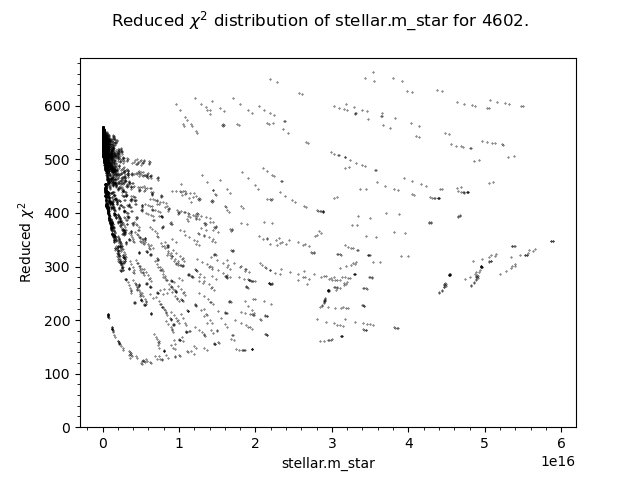 Reduced χ² distribution of stellar.m_star for 4602.
600
500
400
300
200
100
0
Reduced χ²
0 1 2 3 4 5 6
1e16
stellar.m_star